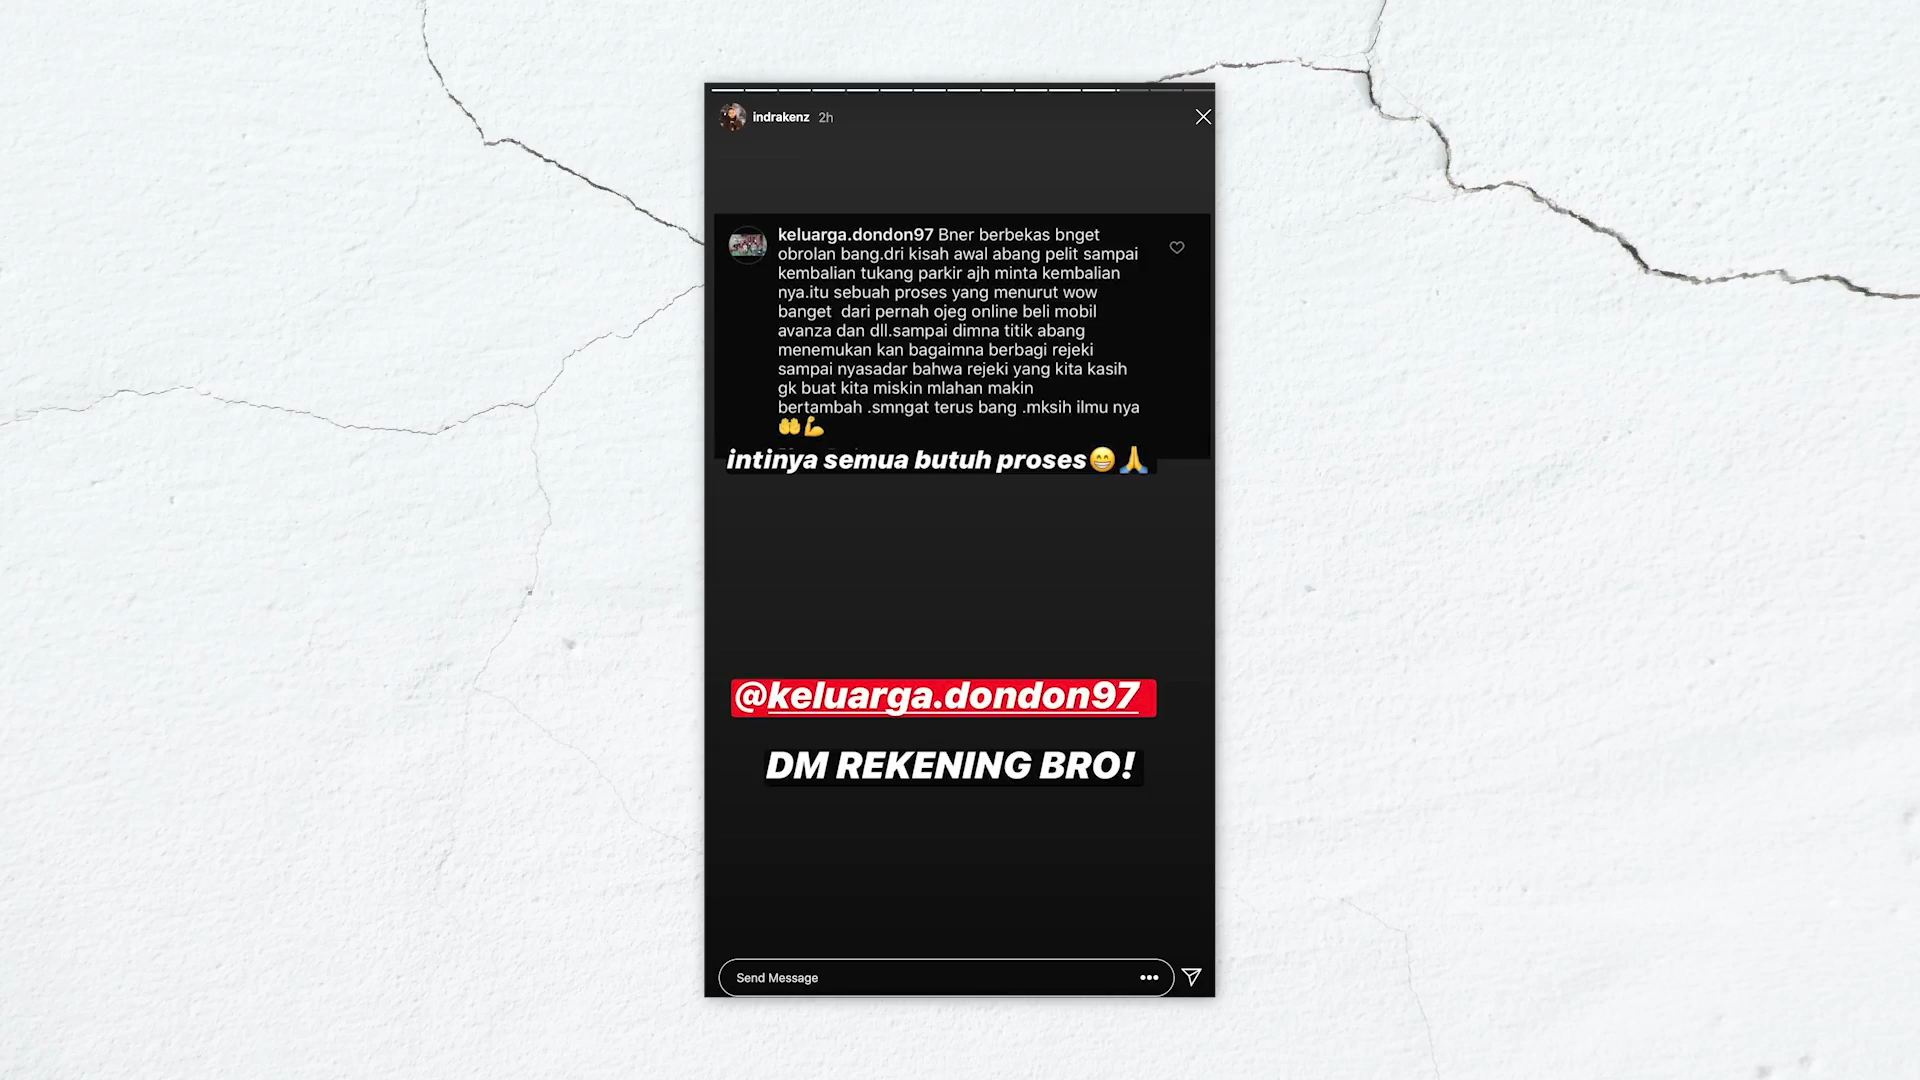 indrakenz 2h
keluarga.dondon97 Bner berbekas bnget
obrolan bang.dri kisah awal abang pelit sampai
kembalian tukang parkir ajh minta kembalian
nya.itu sebuah proses yang menurut wow
banget dari pernah ojeg online beli mobil
avanza dan dll.sampai dimna titik abang
menemukan kan bagaimna berbagi rejeki
sampai nyasadar bahwa rejeki yang kita kasih
gk buat kita miskin mlahan makin
bertambah .smngat terus bang .mksih ilmu nya
🤲💪
intinya semua butuh proses😁🙏
@keluarga.dondon97
DM REKENING BRO!
Send Message